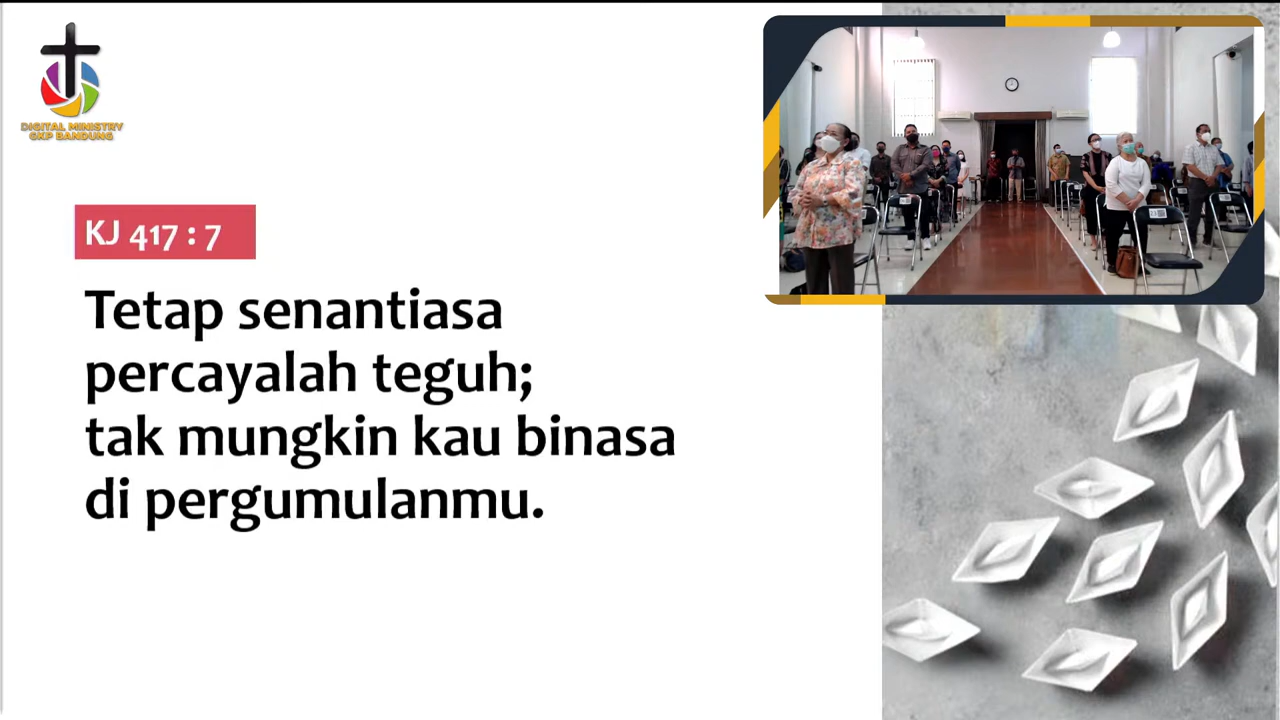 DIGITAL MINISTRY
GKP BANDUNG
KJ 417 : 7
Tetap senantiasa
percayalah teguh;
tak mungkin kau binasa
di pergumulanmu.